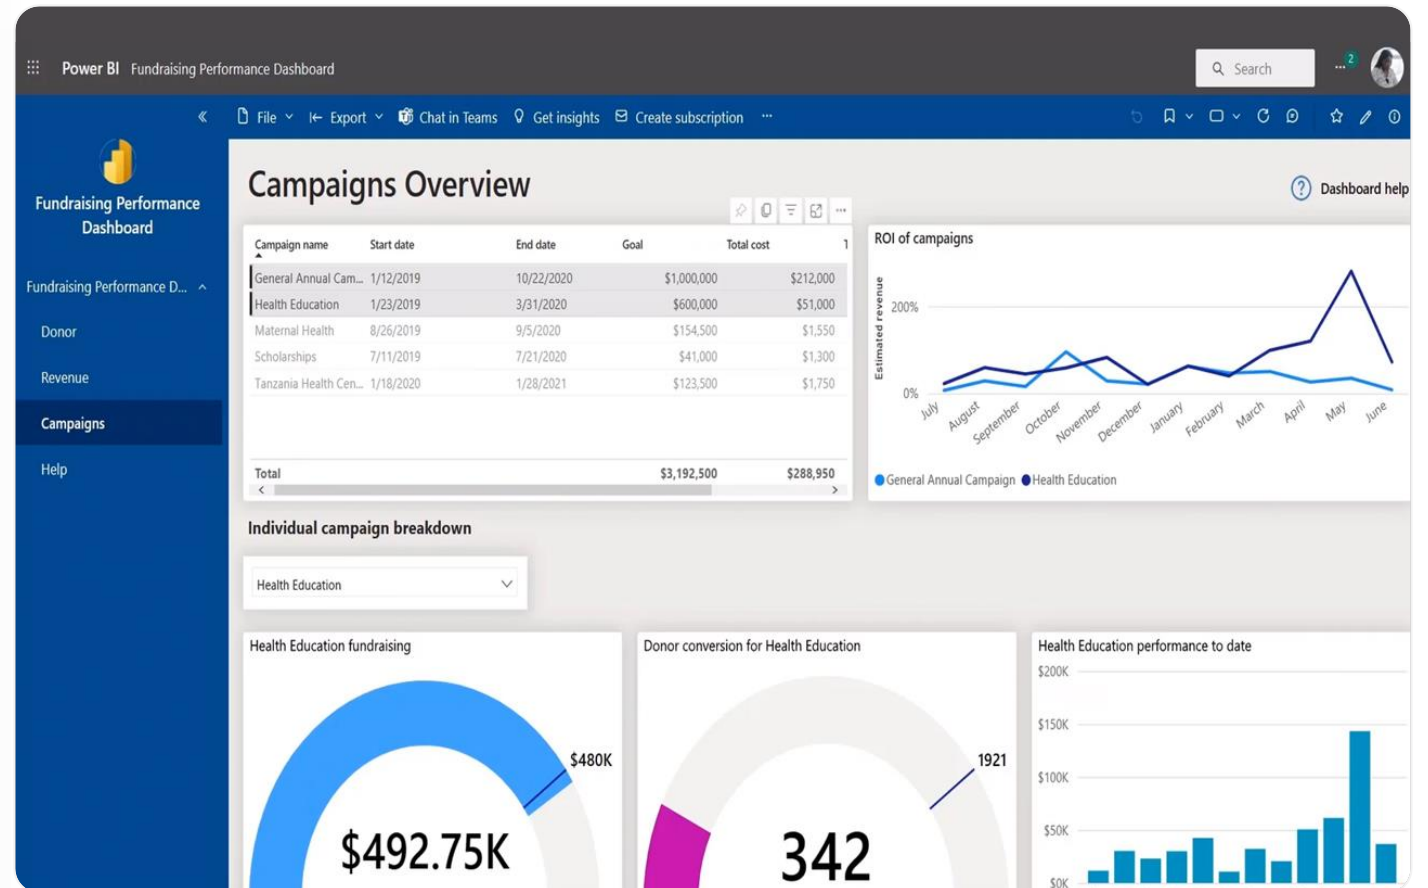 Power BI Fundraising Performance Dashboard
Search
... 2
File Export Chat in Teams Get insights Create subscription ...
Fundraising Performance
Dashboard
Fundraising Performance D...
Donor
Revenue
Campaigns
Help
Campaigns Overview
? Dashboard help
Campaign name Start date End date Goal Total cost
General Annual Cam... 1/12/2019 10/22/2020 $1,000,000 $212,000
Health Education 1/23/2019 3/31/2020 $600,000 $51,000
Maternal Health 8/26/2019 9/5/2020 $154,500 $1,550
Scholarships 7/11/2019 7/21/2020 $41,000 $1,300
Tanzania Health Cen... 1/18/2020 1/28/2021 $123,500 $1,750
Total $3,192,500 $288,950
ROI of campaigns
Estimated revenue
200%
0%
July August September October November December January February March April May June
General Annual Campaign Health Education
Individual campaign breakdown
Health Education
Health Education fundraising
$480K
$492.75K
Donor conversion for Health Education
1921
342
Health Education performance to date
$200K
$150K
$100K
$50K
$0K